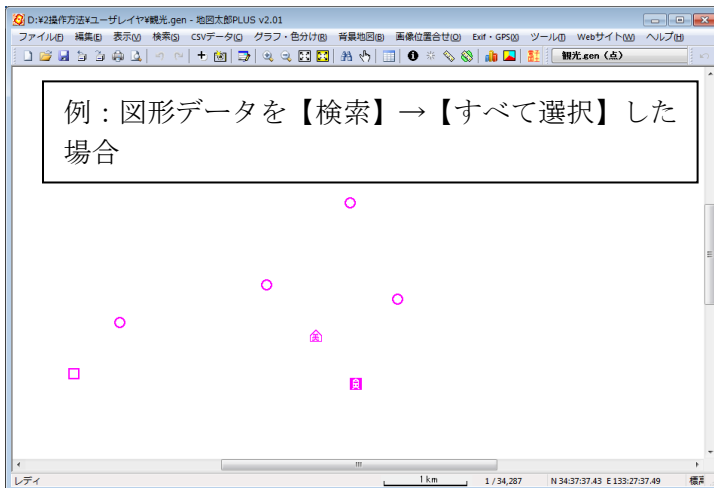 D:¥2操作方法¥ユーザレイヤ¥観光.gen - 地図太郎PLUS v2.01
ファイル(F) 編集(E) 表示(V) 検索(S) CSVデータ(C) グラフ・色分け(R) 背景地図(B) 画像位置合せ(O) Exif・GPS(X) ツール(T) Webサイト(W) ヘルプ(H)
観光.gen (点)
例：図形データを【検索】→【すべて選択】した
場合
レディ 1 km 1 / 34,287 N 34:37:37.43 E 133:27:37.49 標高